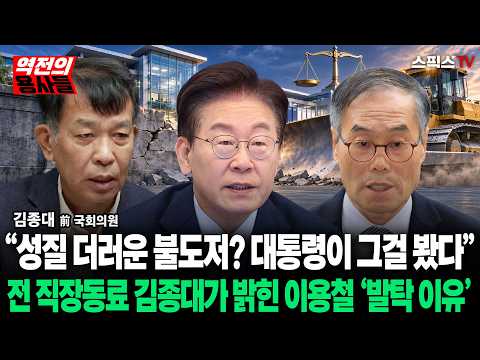 역전의
용사들
스픽스TV
김종대 前 국회의원
“성질 더러운 불도저? 대통령이 그걸 봤다”
전 직장동료 김종대가 밝힌 이용철 ‘발탁 이유’